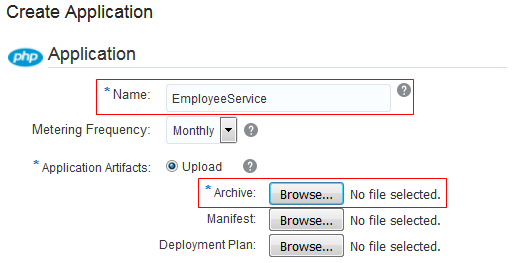 Create Application
php Application
* Name: EmployeeService ?
Metering Frequency: Monthly ?
* Application Artifacts: Upload ?
* Archive: Browse... No file selected.
Manifest: Browse... No file selected.
Deployment Plan: Browse... No file selected.